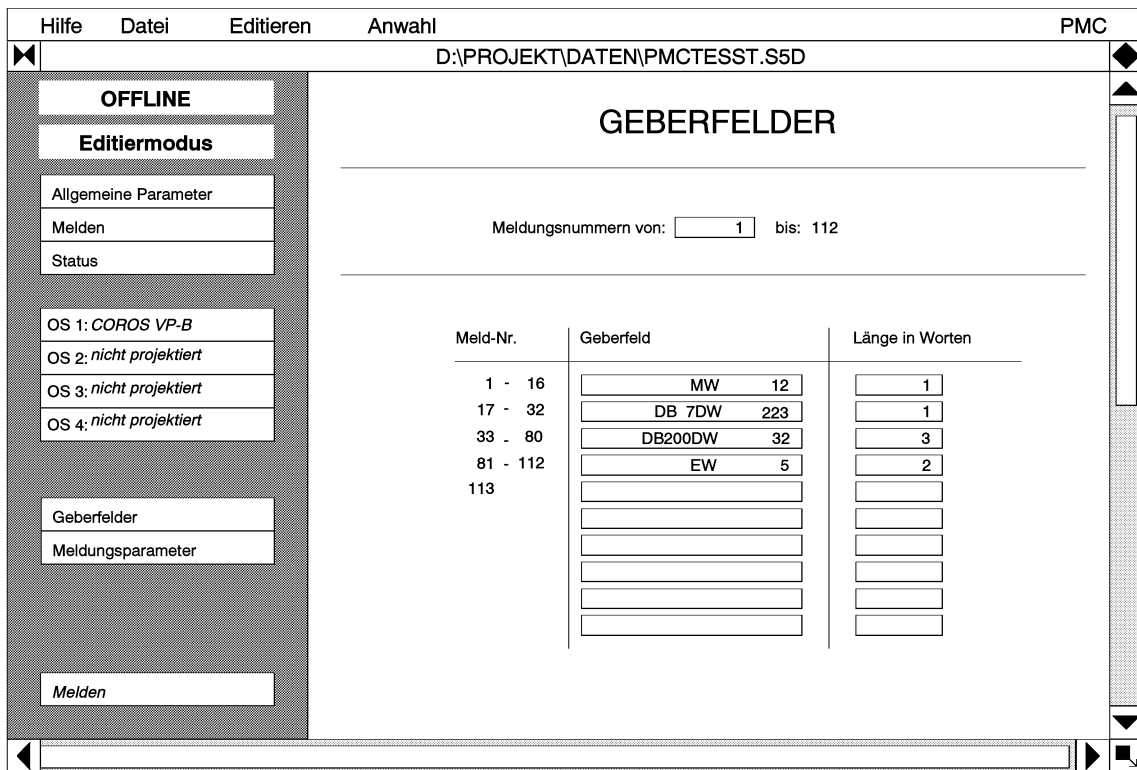 Hilfe Datei Editieren Anwahl PMC
D:\PROJEKT\DATEN\PMCTESST.S5D
OFFLINE
Editiermodus
Allgemeine Parameter
Melden
Status
OS 1: COROS VP-B
OS 2: nicht projektiert
OS 3: nicht projektiert
OS 4: nicht projektiert
Geberfelder
Meldungsparameter
Melden
GEBERFELDER
Meldungsnummern von: 1 bis: 112
Meld-Nr. Geberfeld Länge in Worten
1 - 16 MW 12 1
17 - 32 DB 7DW 223 1
33 - 80 DB200DW 32 3
81 - 112 EW 5 2
113